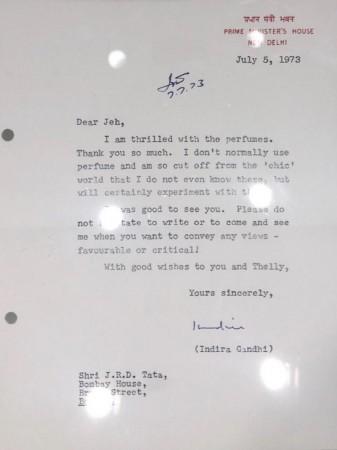 प्रधान मंत्री भवन
PRIME MINISTER'S HOUSE
NEW DELHI
July 5, 1973
7.7.73
Dear Jeh,
I am thrilled with the perfumes.
Thank you so much. I don't normally use
perfume and am so cut off from the 'chic'
world that I do not even know these, but
will certainly experiment with
was good to see you. Please do
not to write or to come and see
me when you want to convey any views -
favourable or critical!
With good wishes to you and Thelly,
Yours sincerely,
Indira
(Indira Gandhi)
Shri J.R.D. Tata,
Bombay House,
Street,